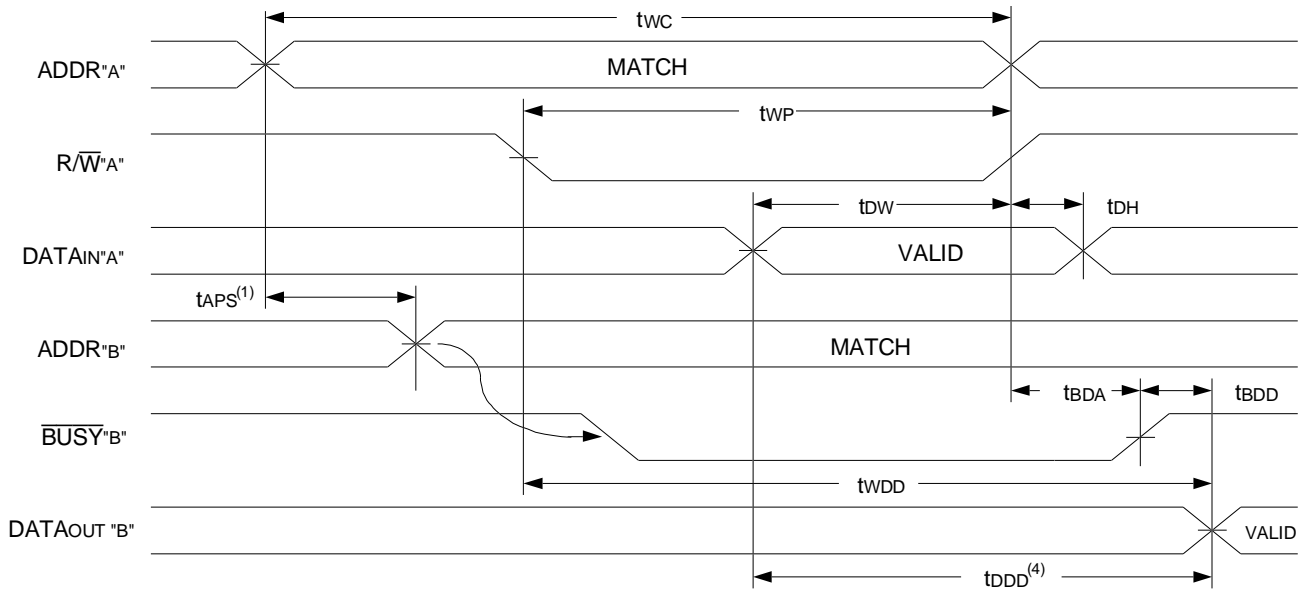 tWC
ADDR"A" MATCH
tWP
R/W̅"A"
tDW tDH
DATAIN"A" VALID
tAPS(1)
ADDR"B" MATCH
tBDA tBDD
B̅U̅S̅Y̅"B"
tWDD
DATAOUT "B" VALID
tDDD(4)